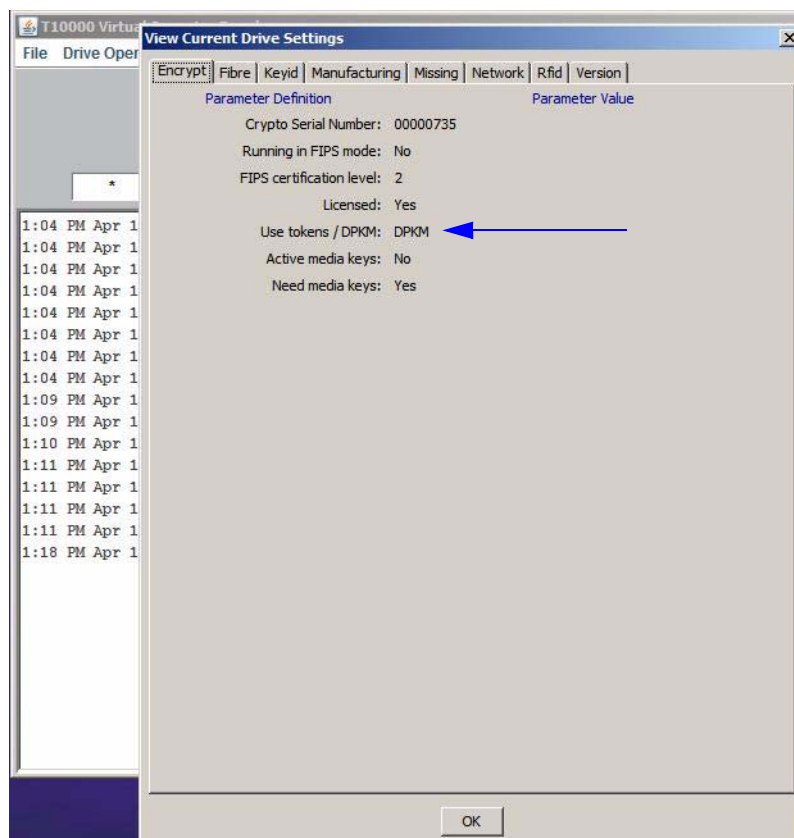 T10000 Virtua
File Drive Oper
View Current Drive Settings
Encrypt Fibre Keyid Manufacturing Missing Network Rfid Version
Parameter Definition Parameter Value
Crypto Serial Number: 00000735
Running in FIPS mode: No
FIPS certification level: 2
Licensed: Yes
Use tokens / DPKM: DPKM
Active media keys: No
Need media keys: Yes
*
1:04 PM Apr 1
1:04 PM Apr 1
1:04 PM Apr 1
1:04 PM Apr 1
1:04 PM Apr 1
1:04 PM Apr 1
1:04 PM Apr 1
1:04 PM Apr 1
1:09 PM Apr 1
1:09 PM Apr 1
1:10 PM Apr 1
1:11 PM Apr 1
1:11 PM Apr 1
1:11 PM Apr 1
1:11 PM Apr 1
1:18 PM Apr 1
OK